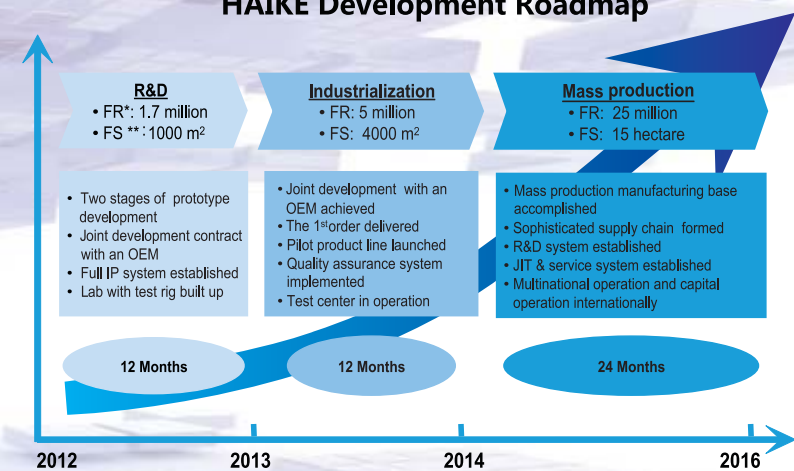 HAIKE Development Roadmap
R&D
• FR*: 1.7 million
• FS **:1000 m²
Industrialization
• FR: 5 million
• FS: 4000 m²
Mass production
• FR: 25 million
• FS: 15 hectare
• Two stages of prototype
development
• Joint development contract
with an OEM
• Full IP system established
• Lab with test rig built up
• Joint development with an
OEM achieved
• The 1st order delivered
• Pilot product line launched
• Quality assurance system
implemented
• Test center in operation
• Mass production manufacturing base
accomplished
• Sophisticated supply chain formed
• R&D system established
• JIT & service system established
• Multinational operation and capital
operation internationally
12 Months
12 Months
24 Months
2012
2013
2014
2016